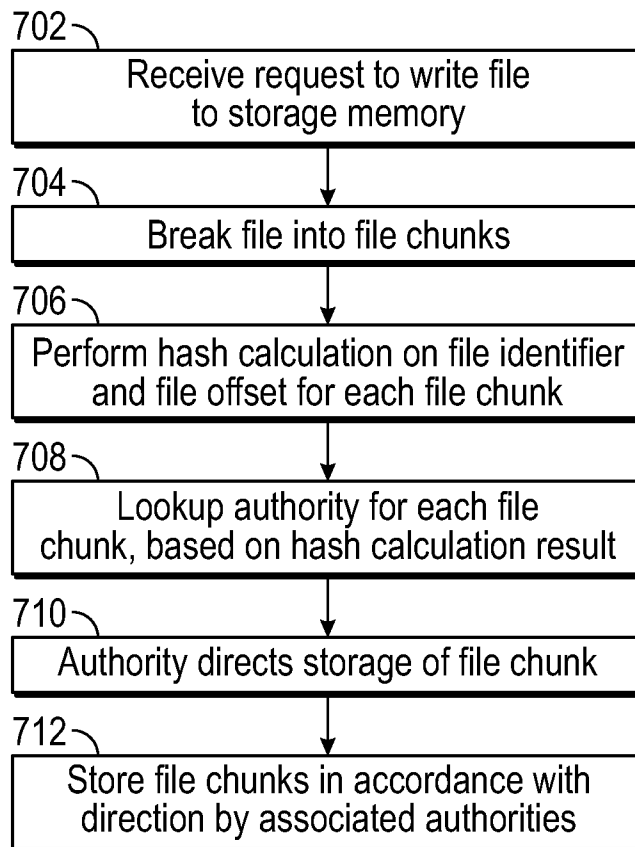 702
Receive request to write file
to storage memory
704
Break file into file chunks
706
Perform hash calculation on file identifier
and file offset for each file chunk
708
Lookup authority for each file
chunk, based on hash calculation result
710
Authority directs storage of file chunk
712
Store file chunks in accordance with
direction by associated authorities